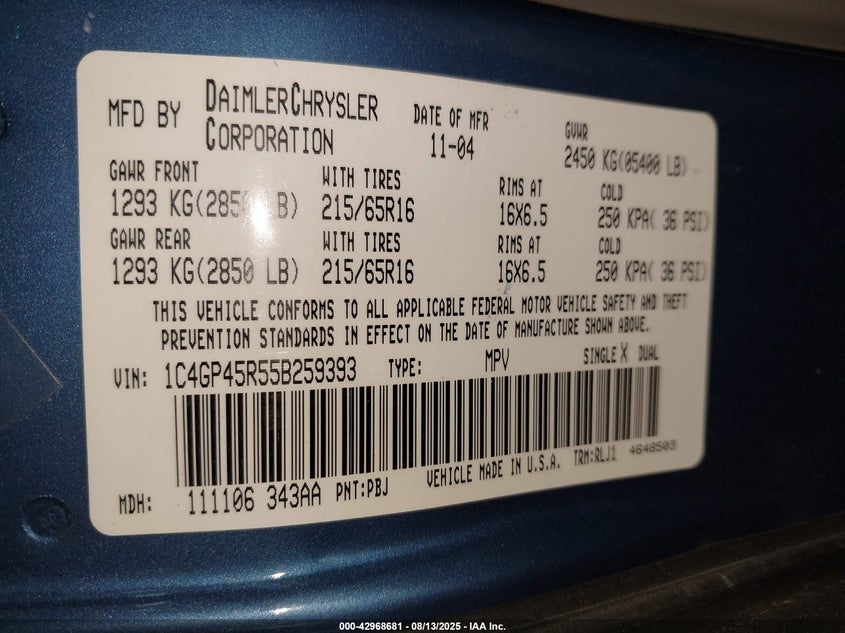 MFD BY DAIMLERCHRYSLER CORPORATION DATE OF MFR 11-04 GVWR 2450 KG(05400 LB)
GAWR FRONT WITH TIRES RIMS AT COLD
1293 KG(2850 LB) 215/65R16 16X6.5 250 KPA( 36 PSI)
GAWR REAR WITH TIRES RIMS AT COLD
1293 KG(2850 LB) 215/65R16 16X6.5 250 KPA( 36 PSI)
THIS VEHICLE CONFORMS TO ALL APPLICABLE FEDERAL MOTOR VEHICLE SAFETY AND THEFT
PREVENTION STANDARDS IN EFFECT ON THE DATE OF MANUFACTURE SHOWN ABOVE.
VIN: 1C4GP45R55B259393 TYPE: MPV SINGLE X DUAL
MDH: 111106 343AA PNT:PBJ VEHICLE MADE IN U.S.A. TRM:RLJ1 4648503
000-42968681 - 08/13/2025 - IAA Inc.